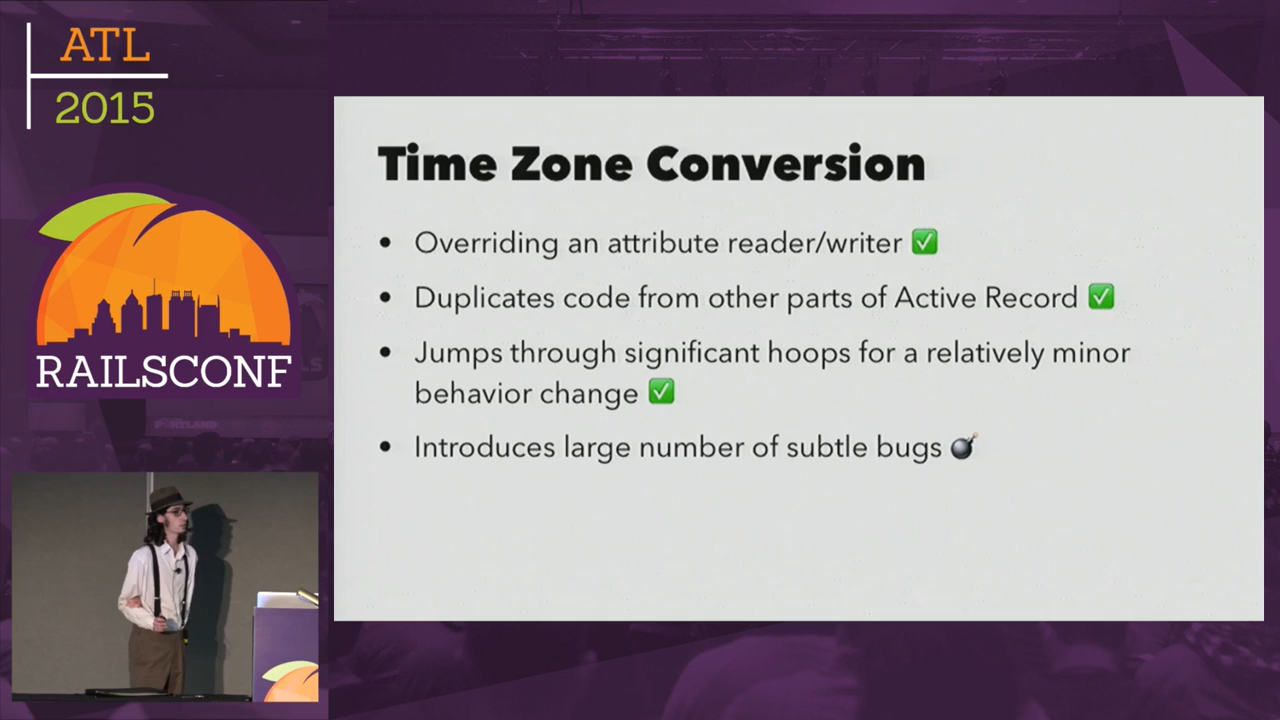 ATL
2015
RAILSCONF
Time Zone Conversion
• Overriding an attribute reader/writer ✅
• Duplicates code from other parts of Active Record ✅
• Jumps through significant hoops for a relatively minor
behavior change ✅
• Introduces large number of subtle bugs 💣
PORTLAND